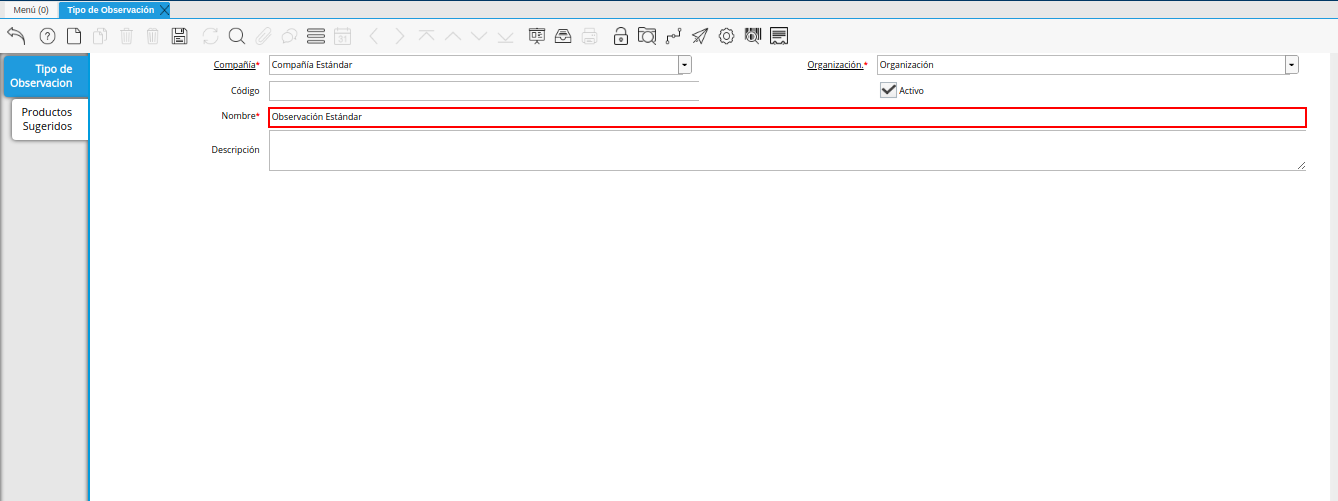 Menú (0)
Tipo de Observación
31
Tipo de
Observacion
Productos
Sugeridos
Compañía* Compañía Estándar
Organización.* Organización
Código
Activo
Nombre* Observación Estándar
Descripción